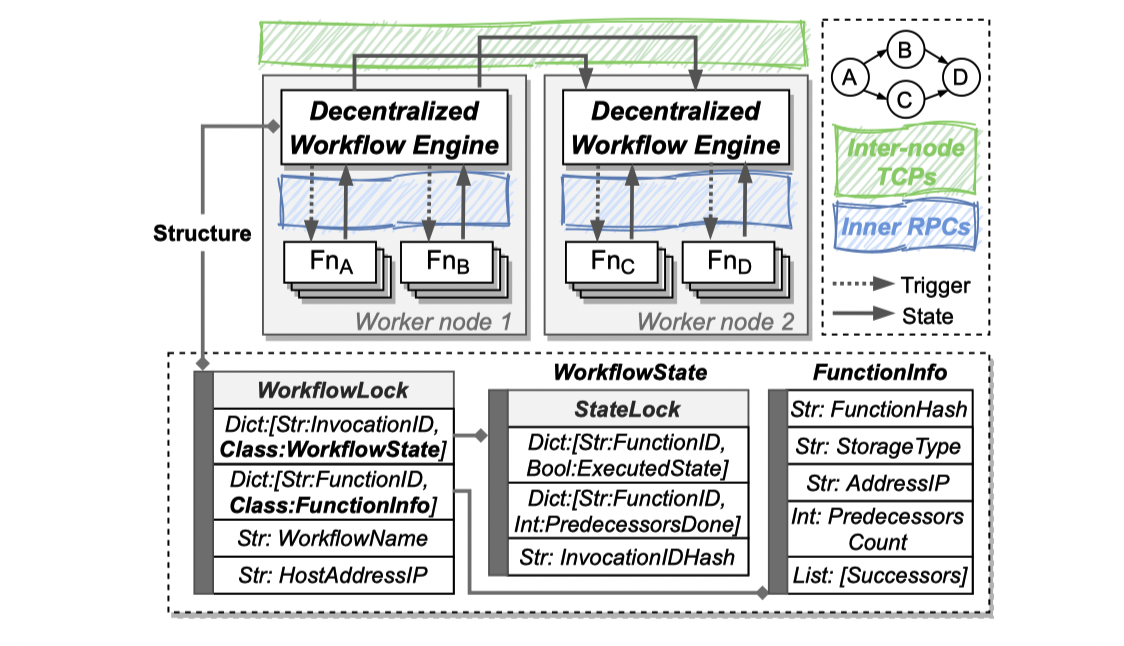 Decentralized
Workflow Engine
Fn_A
Fn_B
Worker node 1
Decentralized
Workflow Engine
Fn_C
Fn_D
Worker node 2
A
B
C
D
Inter-node
TCPs
Inner RPCs
Trigger
State
Structure
WorkflowLock
Dict:[Str:InvocationID,
Class:WorkflowState]
Dict:[Str:FunctionID,
Class:FunctionInfo]
Str: WorkflowName
Str: HostAddressIP
WorkflowState
StateLock
Dict:[Str:FunctionID,
Bool:ExecutedState]
Dict:[Str:FunctionID,
Int:PredecessorsDone]
Str: InvocationIDHash
FunctionInfo
Str: FunctionHash
Str: StorageType
Str: AddressIP
Int: Predecessors
Count
List: [Successors]